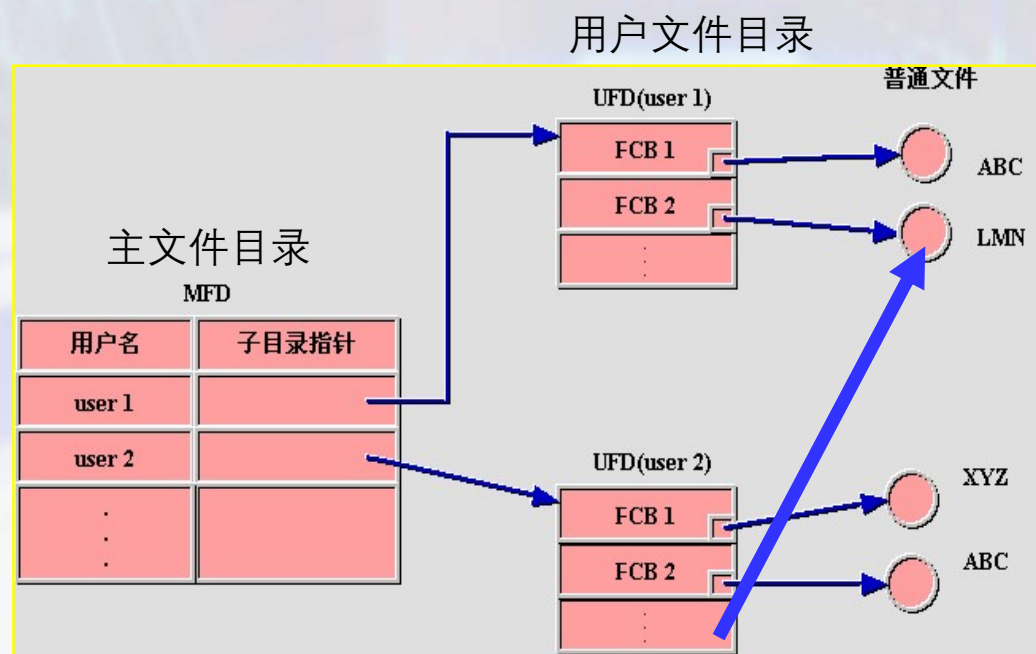 用户文件目录
普通文件
UFD(user 1)
FCB 1
ABC
FCB 2
LMN
主文件目录
MFD
用户名 子目录指针
user 1
user 2
UFD(user 2)
XYZ
FCB 1
ABC
FCB 2